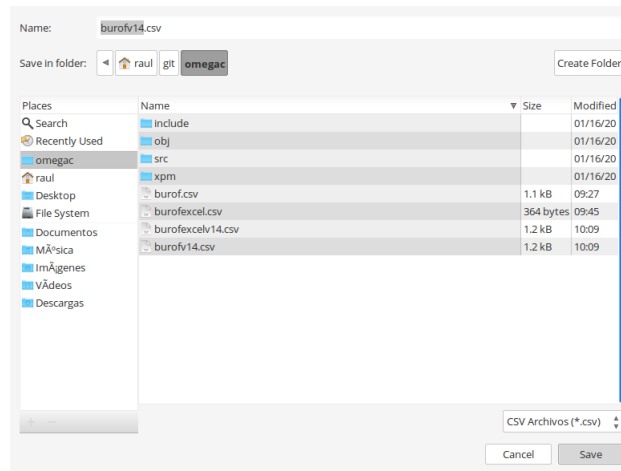 Name: burofv14.csv
Save in folder: raul git omegac Create Folder
Places Name Size Modified
Search include 01/16/20
Recently Used obj 01/16/20
omegac src 01/16/20
raul xpm 01/16/20
Desktop burof.csv 1.1 kB 09:27
File System burofexcel.csv 364 bytes 09:45
Documentos burofexcelv14.csv 1.2 kB 10:09
MÃºsica burofv14.csv 1.2 kB 10:09
ImÃ¡genes
VÃ­deos
Descargas
CSV Archivos (*.csv)
Cancel Save